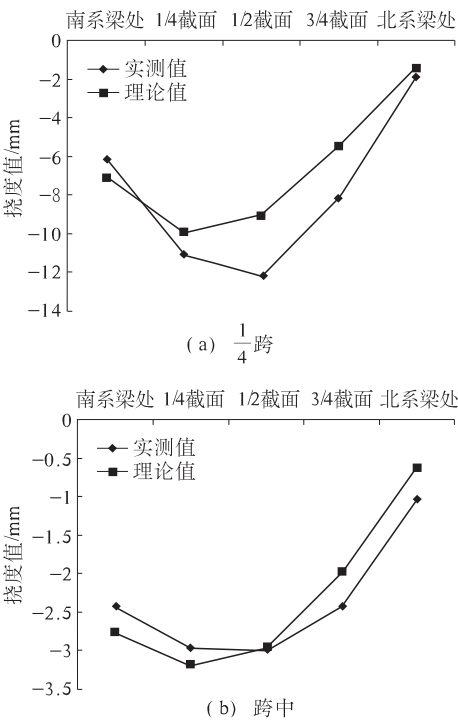 南系梁处 1/4截面 1/2截面 3/4截面 北系梁处
0
实测值
-2
理论值
-4
-6
挠度值/mm
-8
-10
-12
-14
(a) 1/4跨
南系梁处 1/4截面 1/2截面 3/4截面 北系梁处
0
实测值
-0.5
理论值
-1
-1.5
挠度值/mm
-2
-2.5
-3
-3.5
(b) 跨中